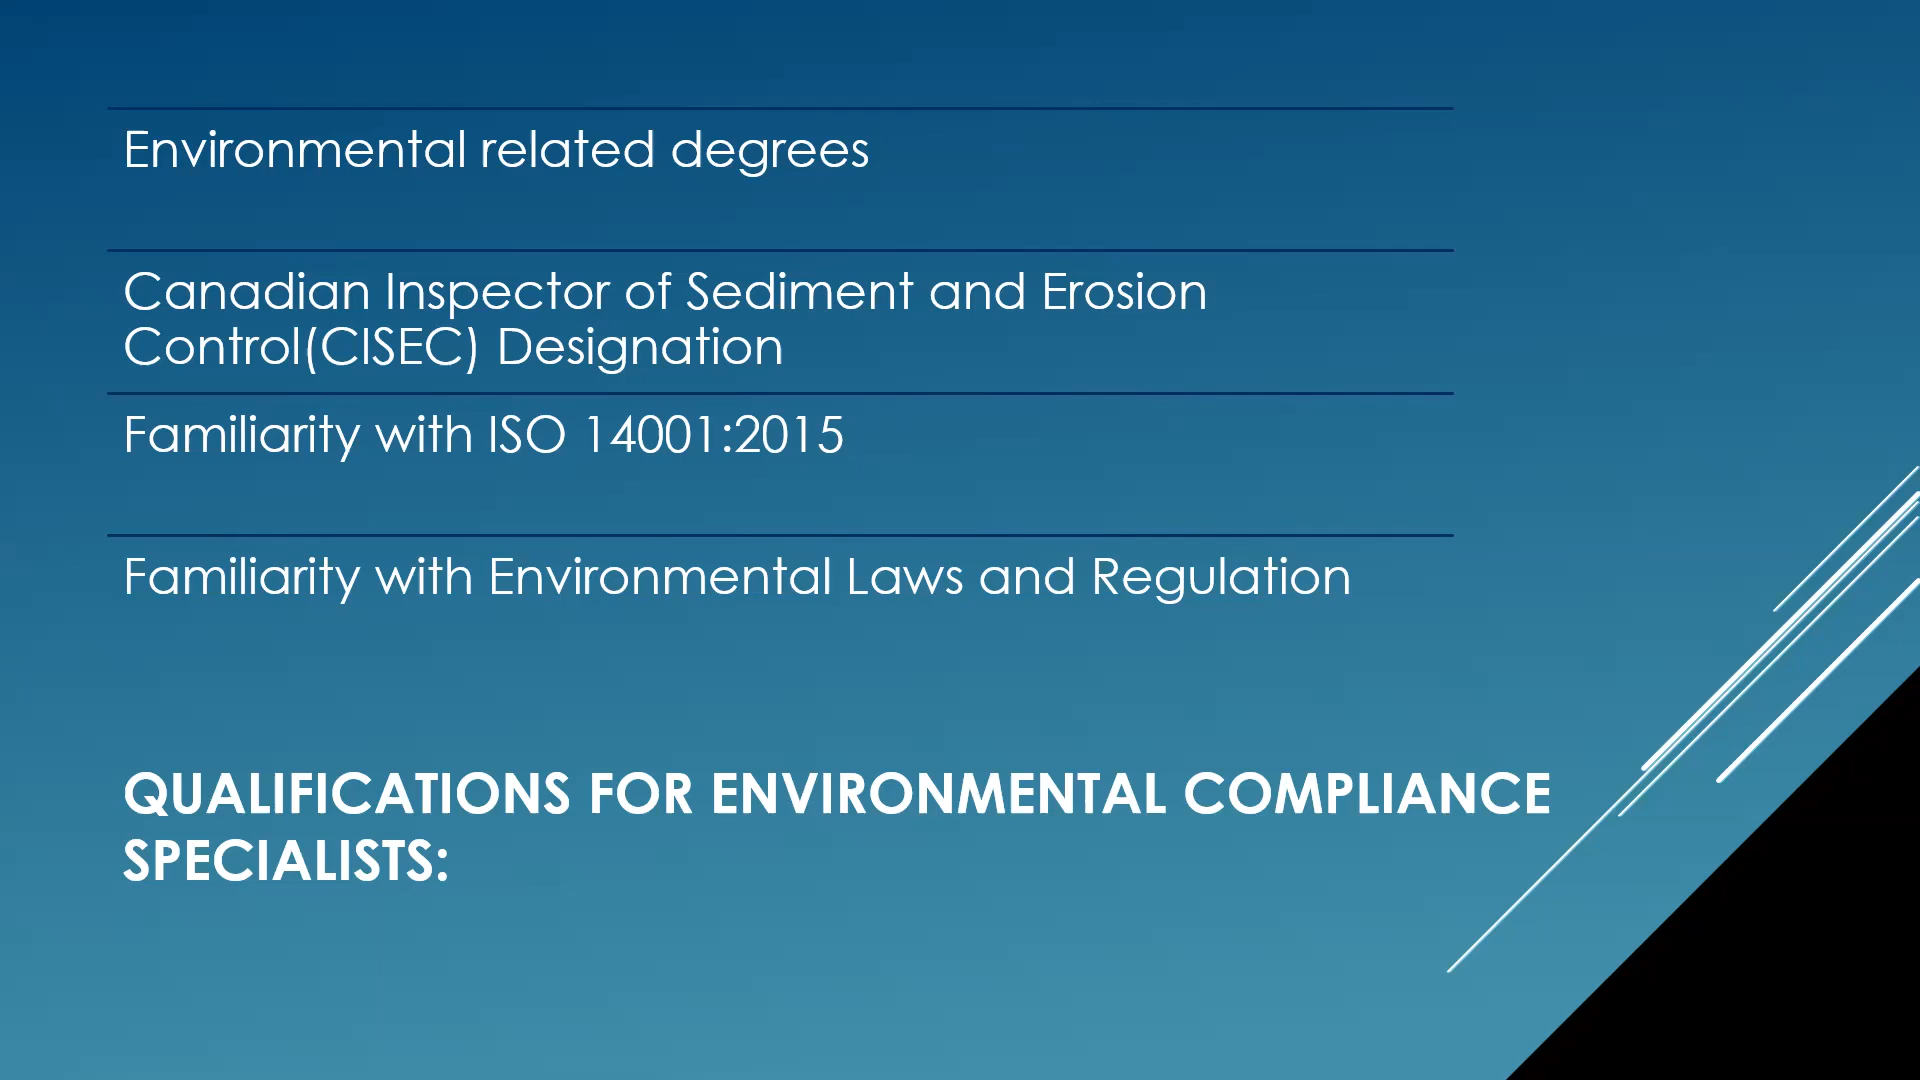 Environmental related degrees
Canadian Inspector of Sediment and Erosion
Control(CISEC) Designation
Familiarity with ISO 14001:2015
Familiarity with Environmental Laws and Regulation
QUALIFICATIONS FOR ENVIRONMENTAL COMPLIANCE
SPECIALISTS: